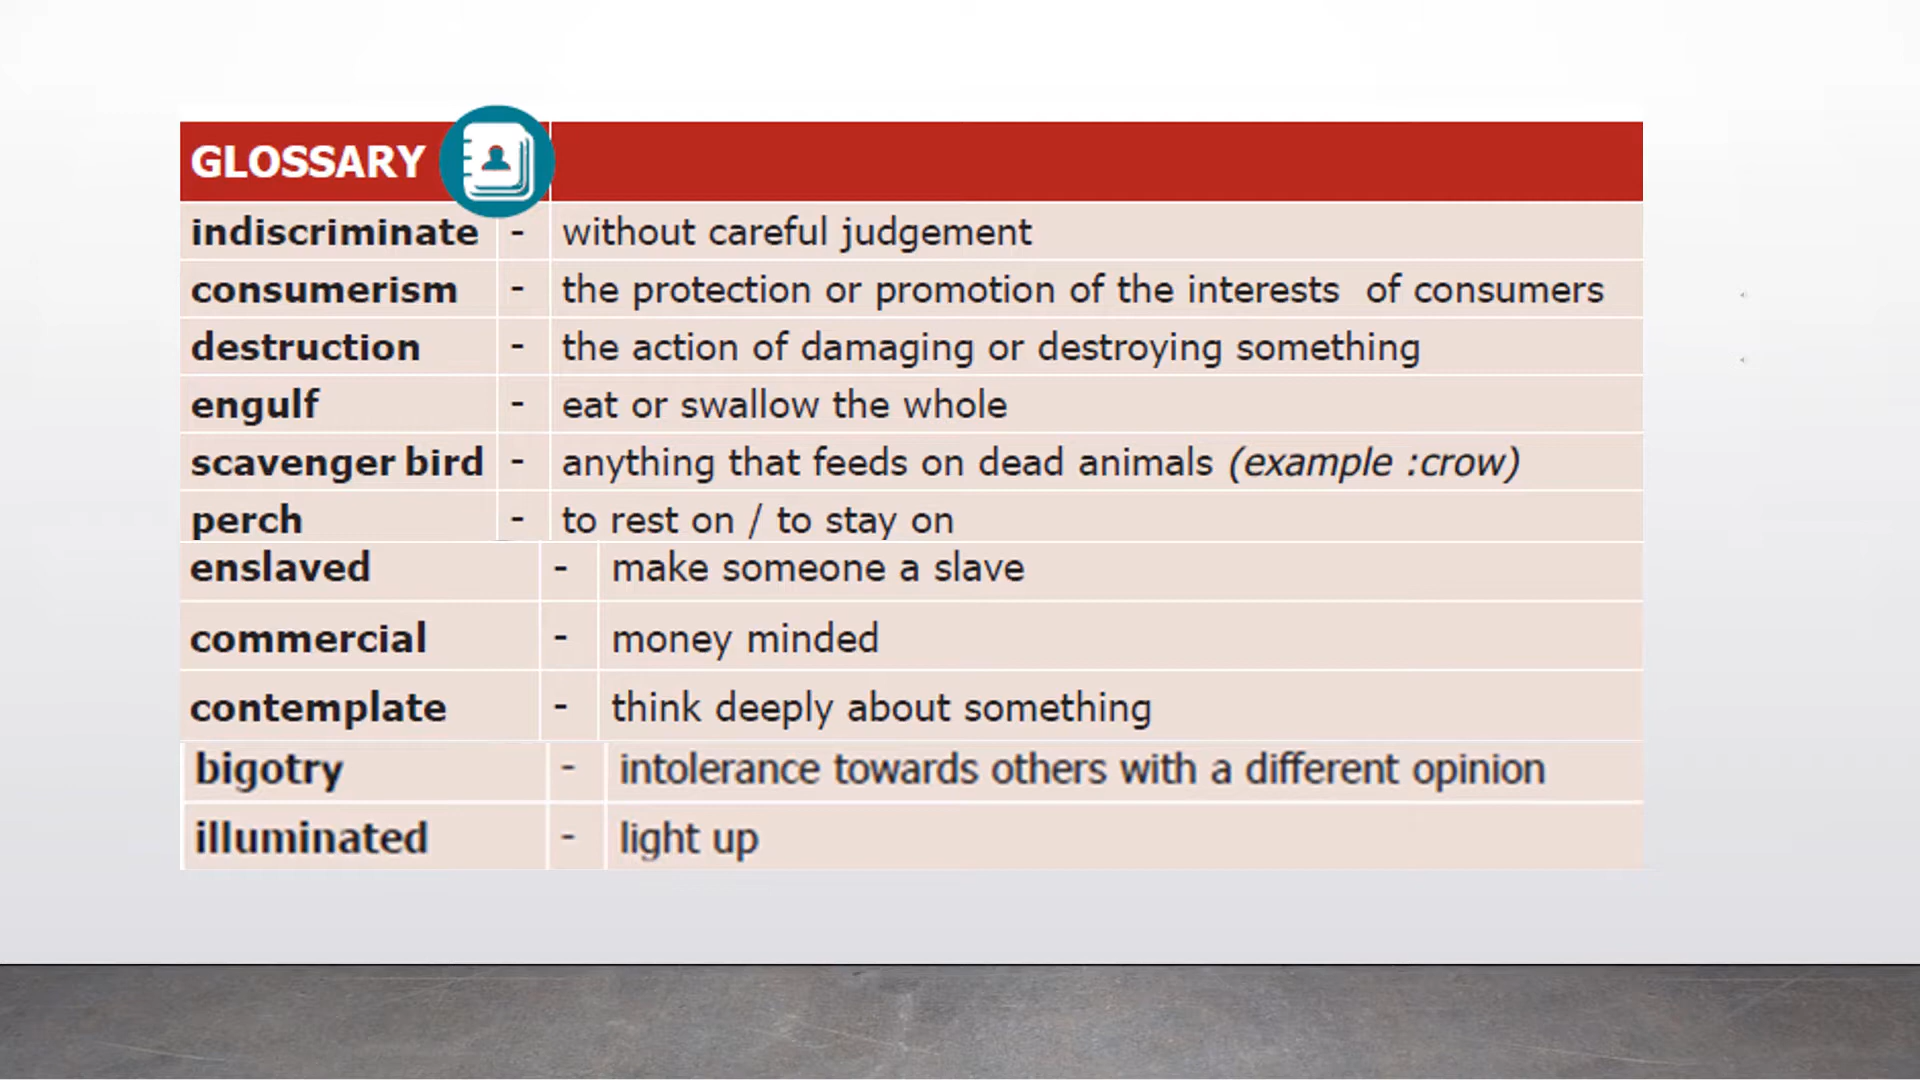 GLOSSARY
indiscriminate - without careful judgement
consumerism - the protection or promotion of the interests of consumers
destruction - the action of damaging or destroying something
engulf - eat or swallow the whole
scavenger bird - anything that feeds on dead animals (example :crow)
perch - to rest on / to stay on
enslaved - make someone a slave
commercial - money minded
contemplate - think deeply about something
bigotry - intolerance towards others with a different opinion
illuminated - light up